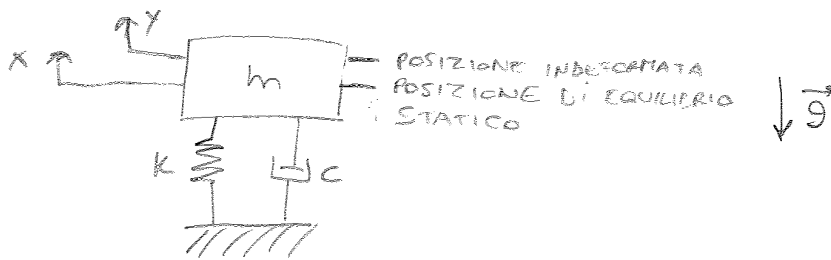 Y
X
m
POSIZIONE INDEFORMATA
POSIZIONE DI EQUILIBRIO
STATICO
g
K
C